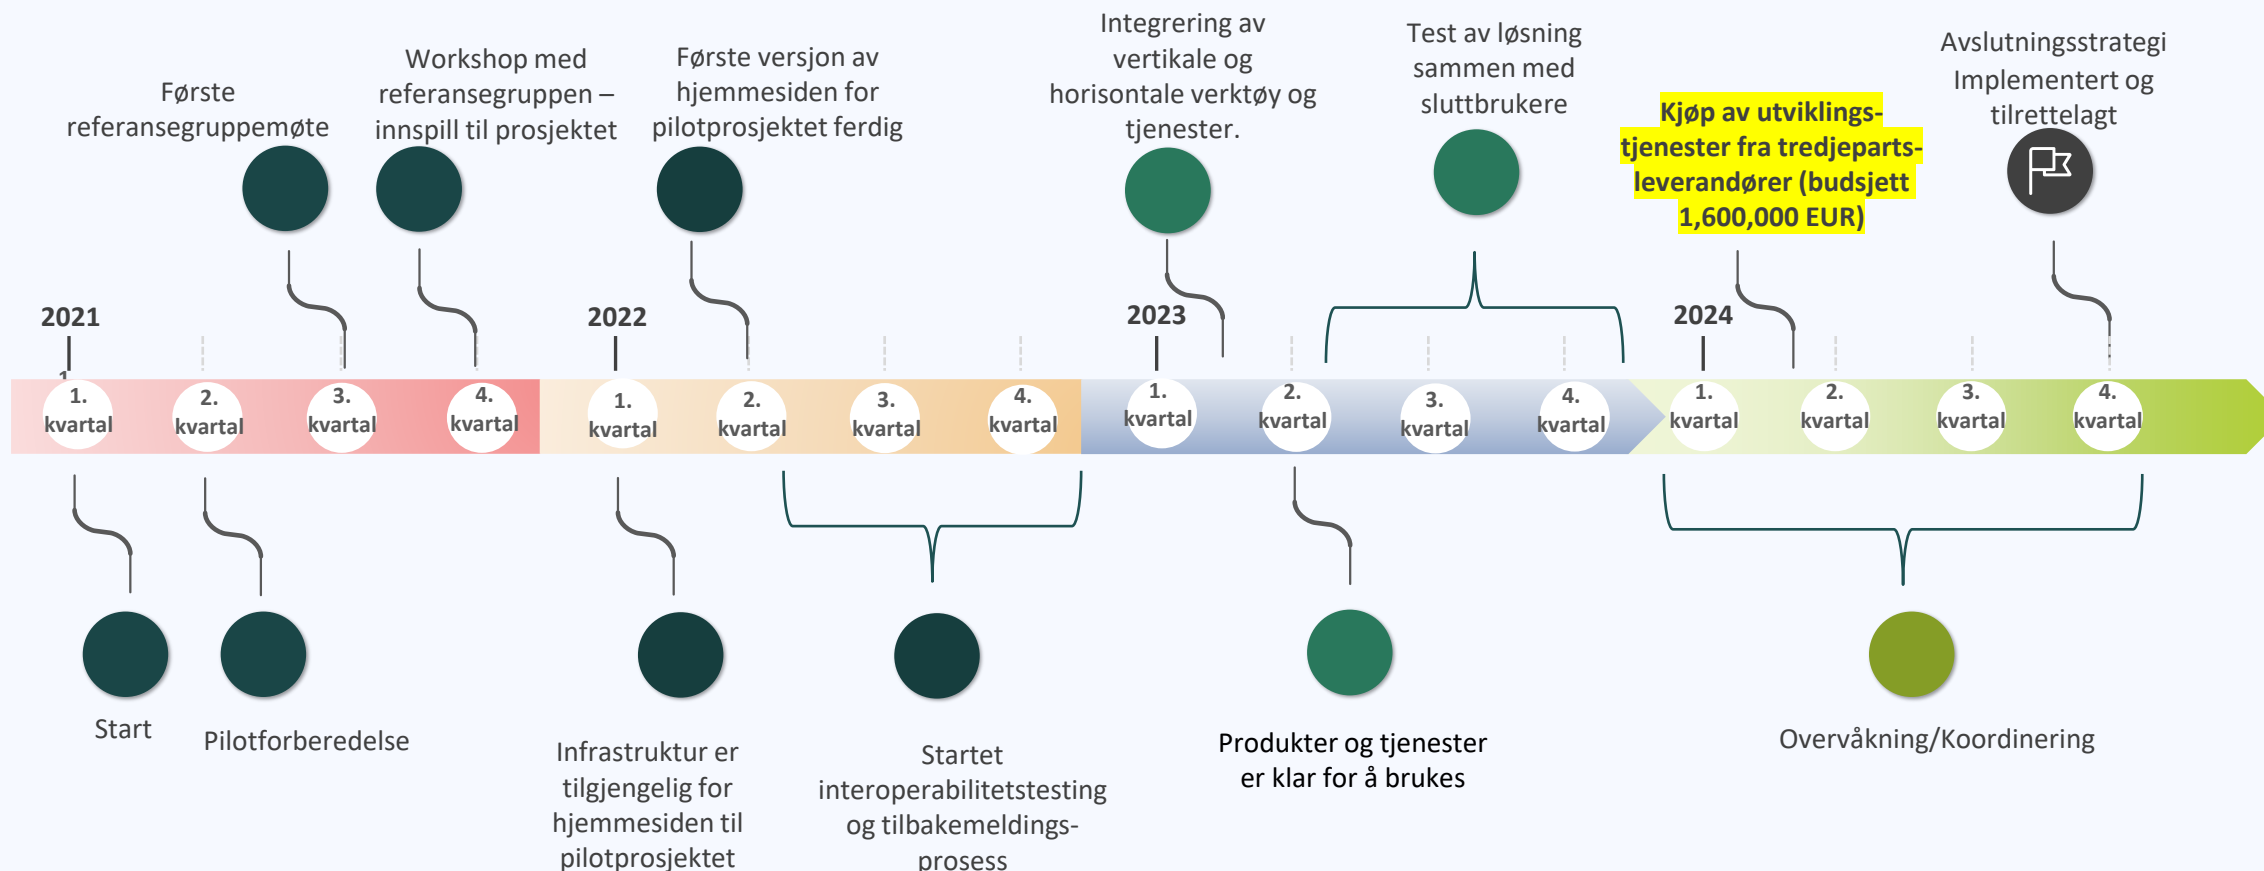 Første
referansegruppemøte
Workshop med
referansegruppen –
innspill til prosjektet
Første versjon av
hjemmesiden for
pilotprosjektet ferdig
Integrering av
vertikale og
horisontale verktøy og
tjenester.
Test av løsning
sammen med
sluttbrukere
Kjøp av utviklings-
tjenester fra tredjeparts-
leverandører (budsjett
1,600,000 EUR)
Avslutningsstrategi
Implementert og
tilrettelagt
2021
2022
2023
2024
1.
kvartal
2.
kvartal
3.
kvartal
4.
kvartal
1.
kvartal
2.
kvartal
3.
kvartal
4.
kvartal
1.
kvartal
2.
kvartal
3.
kvartal
4.
kvartal
1.
kvartal
2.
kvartal
3.
kvartal
4.
kvartal
Start
Pilotforberedelse
Infrastruktur er
tilgjengelig for
hjemmesiden til
pilotprosjektet
Startet
interoperabilitetstesting
og tilbakemeldings-
prosess
Produkter og tjenester
er klar for å brukes
Overvåkning/Koordinering